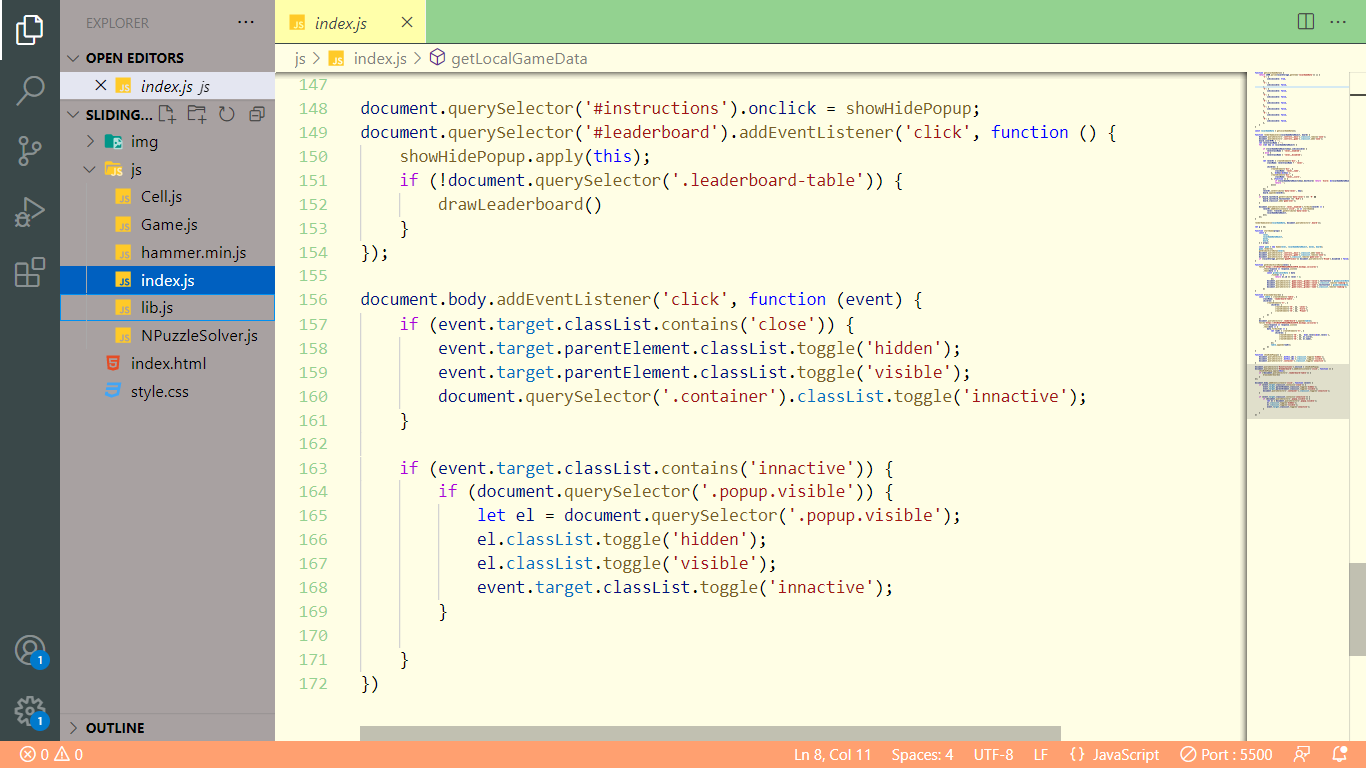 EXPLORER
OPEN EDITORS
index.js js
SLIDING...
img
js
Cell.js
Game.js
hammer.min.js
index.js
lib.js
NPuzzleSolver.js
index.html
style.css
OUTLINE
index.js
js > index.js > getLocalGameData
147
148 document.querySelector('#instructions').onclick = showHidePopup;
149 document.querySelector('#leaderboard').addEventListener('click', function () {
150 showHidePopup.apply(this);
151 if (!document.querySelector('.leaderboard-table')) {
152 drawLeaderboard()
153 }
154 });
155
156 document.body.addEventListener('click', function (event) {
157 if (event.target.classList.contains('close')) {
158 event.target.parentElement.classList.toggle('hidden');
159 event.target.parentElement.classList.toggle('visible');
160 document.querySelector('.container').classList.toggle('innactive');
161 }
162
163 if (event.target.classList.contains('innactive')) {
164 if (document.querySelector('.popup.visible')) {
165 let el = document.querySelector('.popup.visible');
166 el.classList.toggle('hidden');
167 el.classList.toggle('visible');
168 event.target.classList.toggle('innactive');
169 }
170
171 }
172 })
1
1
0 0
Ln 8, Col 11 Spaces: 4 UTF-8 LF {} JavaScript Port : 5500